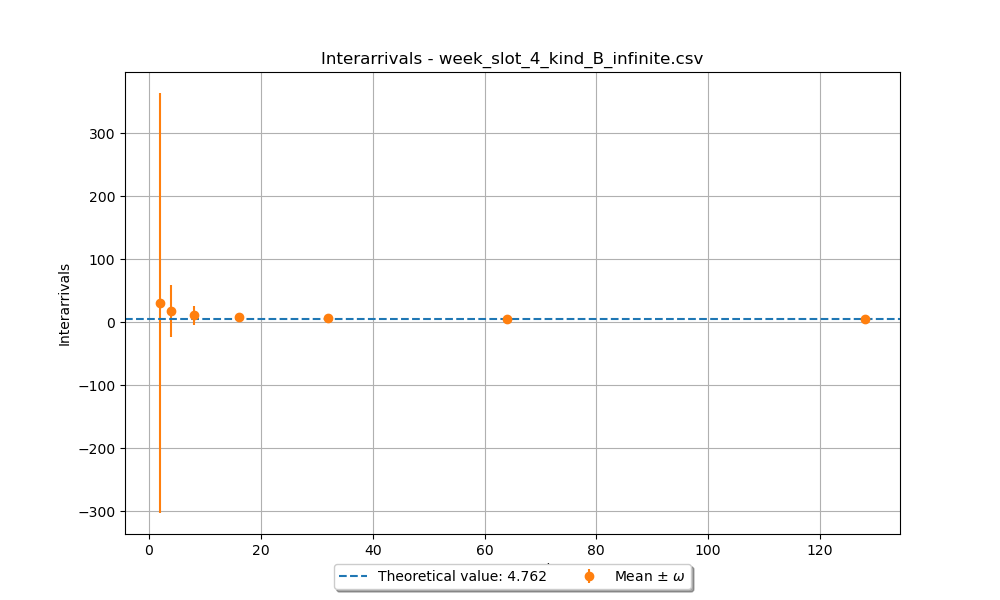 Interarrivals - week_slot_4_kind_B_infinite.csv
Interarrivals
300
200
100
0
−100
−200
−300
0 20 40 60 80 100 120
Theoretical value: 4.762 Mean ± ω